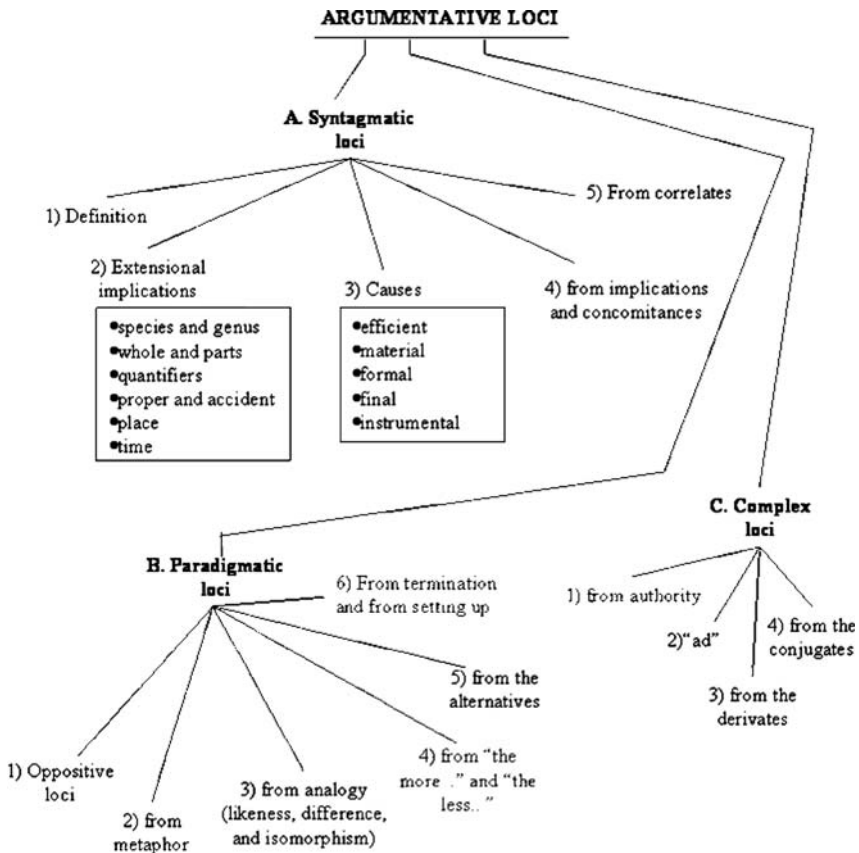 ARGUMENTATIVE LOCI
A. Syntagmatic
loci
1) Definition
2) Extensional
implications
•species and genus
•whole and parts
•quantifiers
•proper and accident
•place
•time
3) Causes
•efficient
•material
•formal
•final
•instrumental
4) from implications
and concomitances
5) From correlates
B. Paradigmatic
loci
1) Oppositive
loci
2) from
metaphor
3) from analogy
(likeness, difference,
and isomorphism)
4) from “the
more .” and “the
less.. ”
5) from the
alternatives
6) From termination
and from setting up
C. Complex
loci
1) from authority
2)“ad”
3) from the
derivates
4) from the
conjugates